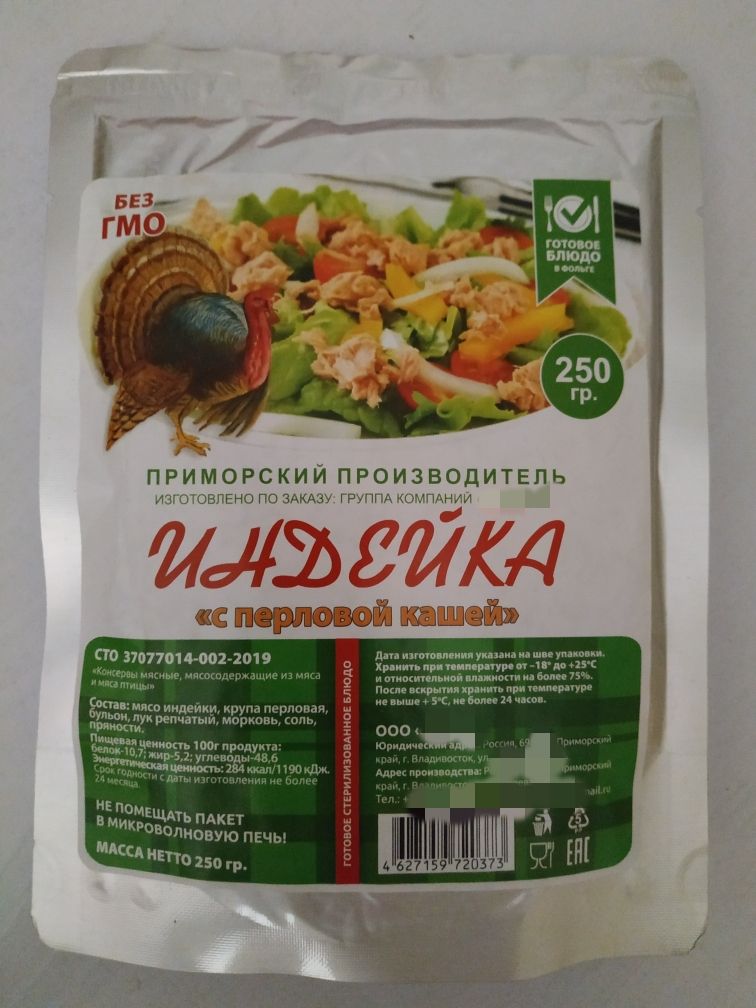 БЕЗ
ГМО
ГОТОВОЕ
БЛЮДО
В ФОЛЬГЕ
250
гр.
ПРИМОРСКИЙ ПРОИЗВОДИТЕЛЬ
ИЗГОТОВЛЕНО ПО ЗАКАЗУ: ГРУППА КОМПАНИЙ
ИНДЕЙКА
«с перловой кашей»
СТО 37077014-002-2019
«Консервы мясные, мясосодержащие из мяса
и мяса птицы»
Состав: мясо индейки, крупа перловая,
бульон, лук репчатый, морковь, соль,
пряности.
Пищевая ценность 100г продукта:
белок-10,7; жир-5,2; углеводы-48,6
Энергетическая ценность: 284 ккал/1190 кДж.
Срок годности с даты изготовления не более
24 месяца.
НЕ ПОМЕЩАТЬ ПАКЕТ
В МИКРОВОЛНОВУЮ ПЕЧЬ!
МАССА НЕТТО 250 гр.
ГОТОВОЕ СТЕРИЛИЗОВАННОЕ БЛЮДО
Дата изготовления указана на шве упаковки.
Хранить при температуре от -18° до +25°С
и относительной влажности на более 75%.
После вскрытия хранить при температуре
не выше + 5°С, не более 24 часов.
ООО
Юридический Россия, Приморский
край, г. Владивосток, ул.
Адрес производства: Приморский
край, г.
Тел.: ail.ru
4 627159 720373
5
EAC